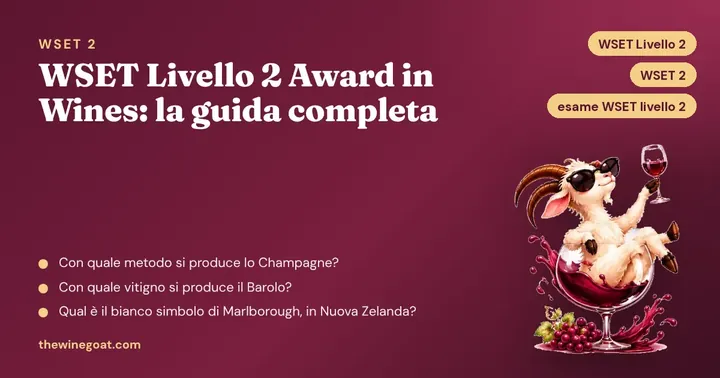 WSET 2
WSET Livello 2 Award in
Wines: la guida completa
WSET Livello 2
WSET 2
esame WSET livello 2
Con quale metodo si produce lo Champagne?
Con quale vitigno si produce il Barolo?
Qual è il bianco simbolo di Marlborough, in Nuova Zelanda?
thewinegoat.com